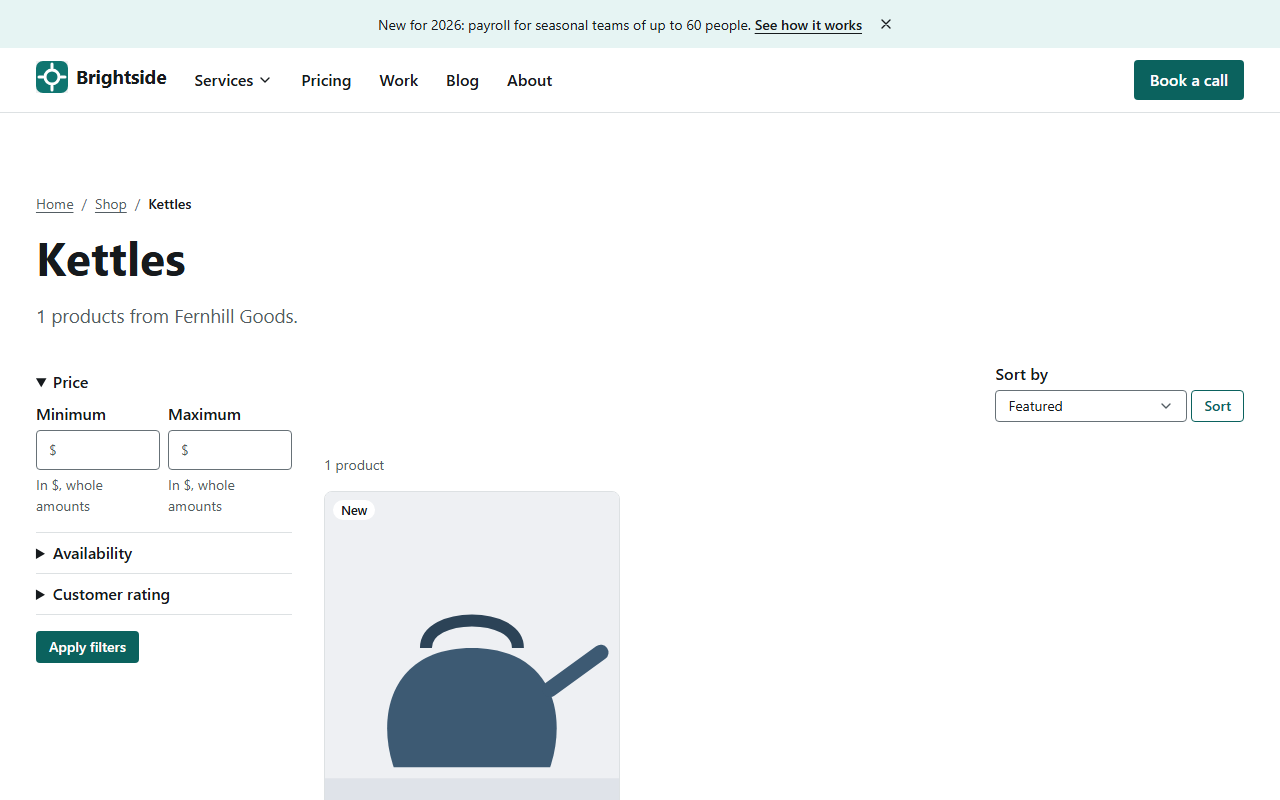 New for 2026: payroll for seasonal teams of up to 60 people. See how it works
Brightside
Services
Pricing
Work
Blog
About
Book a call
Home / Shop / Kettles
Kettles
1 products from Fernhill Goods.
Price
Minimum
Maximum
$
$
In $, whole
amounts
In $, whole
amounts
Availability
Customer rating
Apply filters
Sort by
Featured
Sort
1 product
New